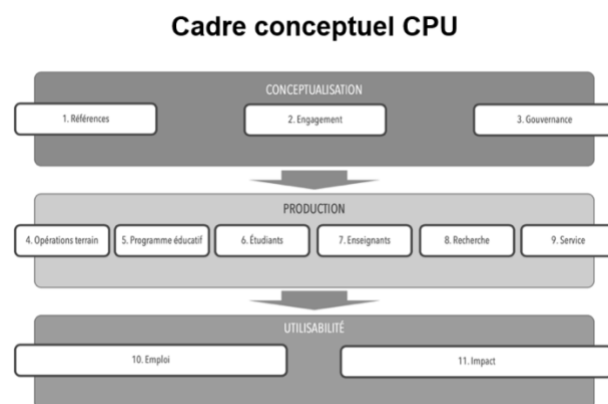 Cadre conceptuel CPU
CONCEPTUALISATION
1. Références
2. Engagement
3. Gouvernance
PRODUCTION
4. Opérations terrain
5. Programme éducatif
6. Étudiants
7. Enseignants
8. Recherche
9. Service
UTILISABILITÉ
10. Emploi
11. Impact